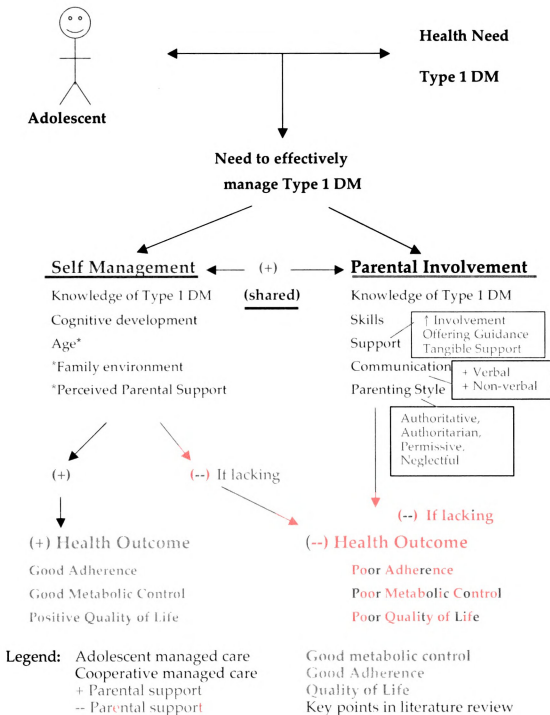 Health Need
Type 1 DM
Adolescent
Need to effectively
manage Type 1 DM
Self Management
(+)
(shared)
Parental Involvement
Knowledge of Type 1 DM
Cognitive development
Age*
*Family environment
*Perceived Parental Support
Knowledge of Type 1 DM
Skills
Support
Communication
Parenting Style
↑ Involvement
Offering Guidance
Tangible Support
+ Verbal
+ Non-verbal
Authoritative,
Authoritarian,
Permissive,
Neglectful
(+)
(--) If lacking
(--) If lacking
(+) Health Outcome
Good Adherence
Good Metabolic Control
Positive Quality of Life
(--) Health Outcome
Poor Adherence
Poor Metabolic Control
Poor Quality of Life
Legend: Adolescent managed care
Cooperative managed care
+ Parental support
-- Parental support
Good metabolic control
Good Adherence
Quality of Life
Key points in literature review